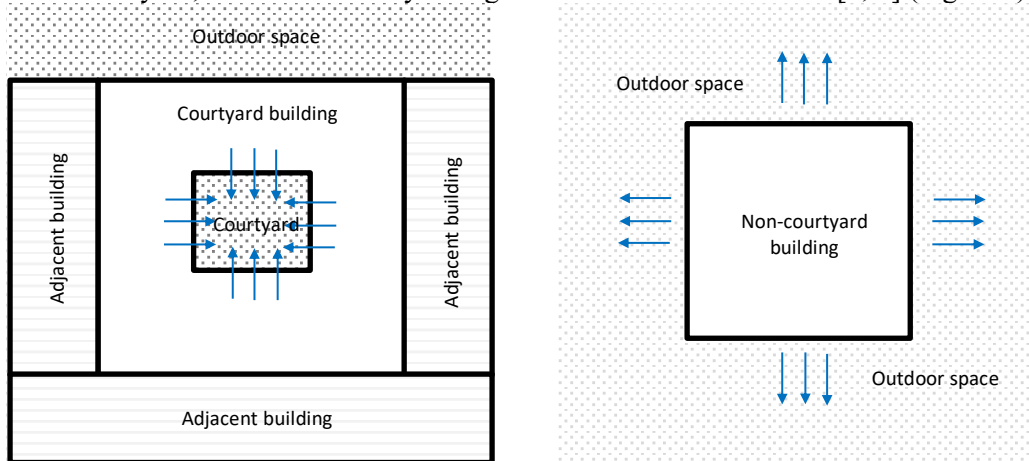 Outdoor space
Courtyard building
Adjacent building
Courtyard
Adjacent building
Adjacent building
Outdoor space
Non-courtyard
building
Outdoor space